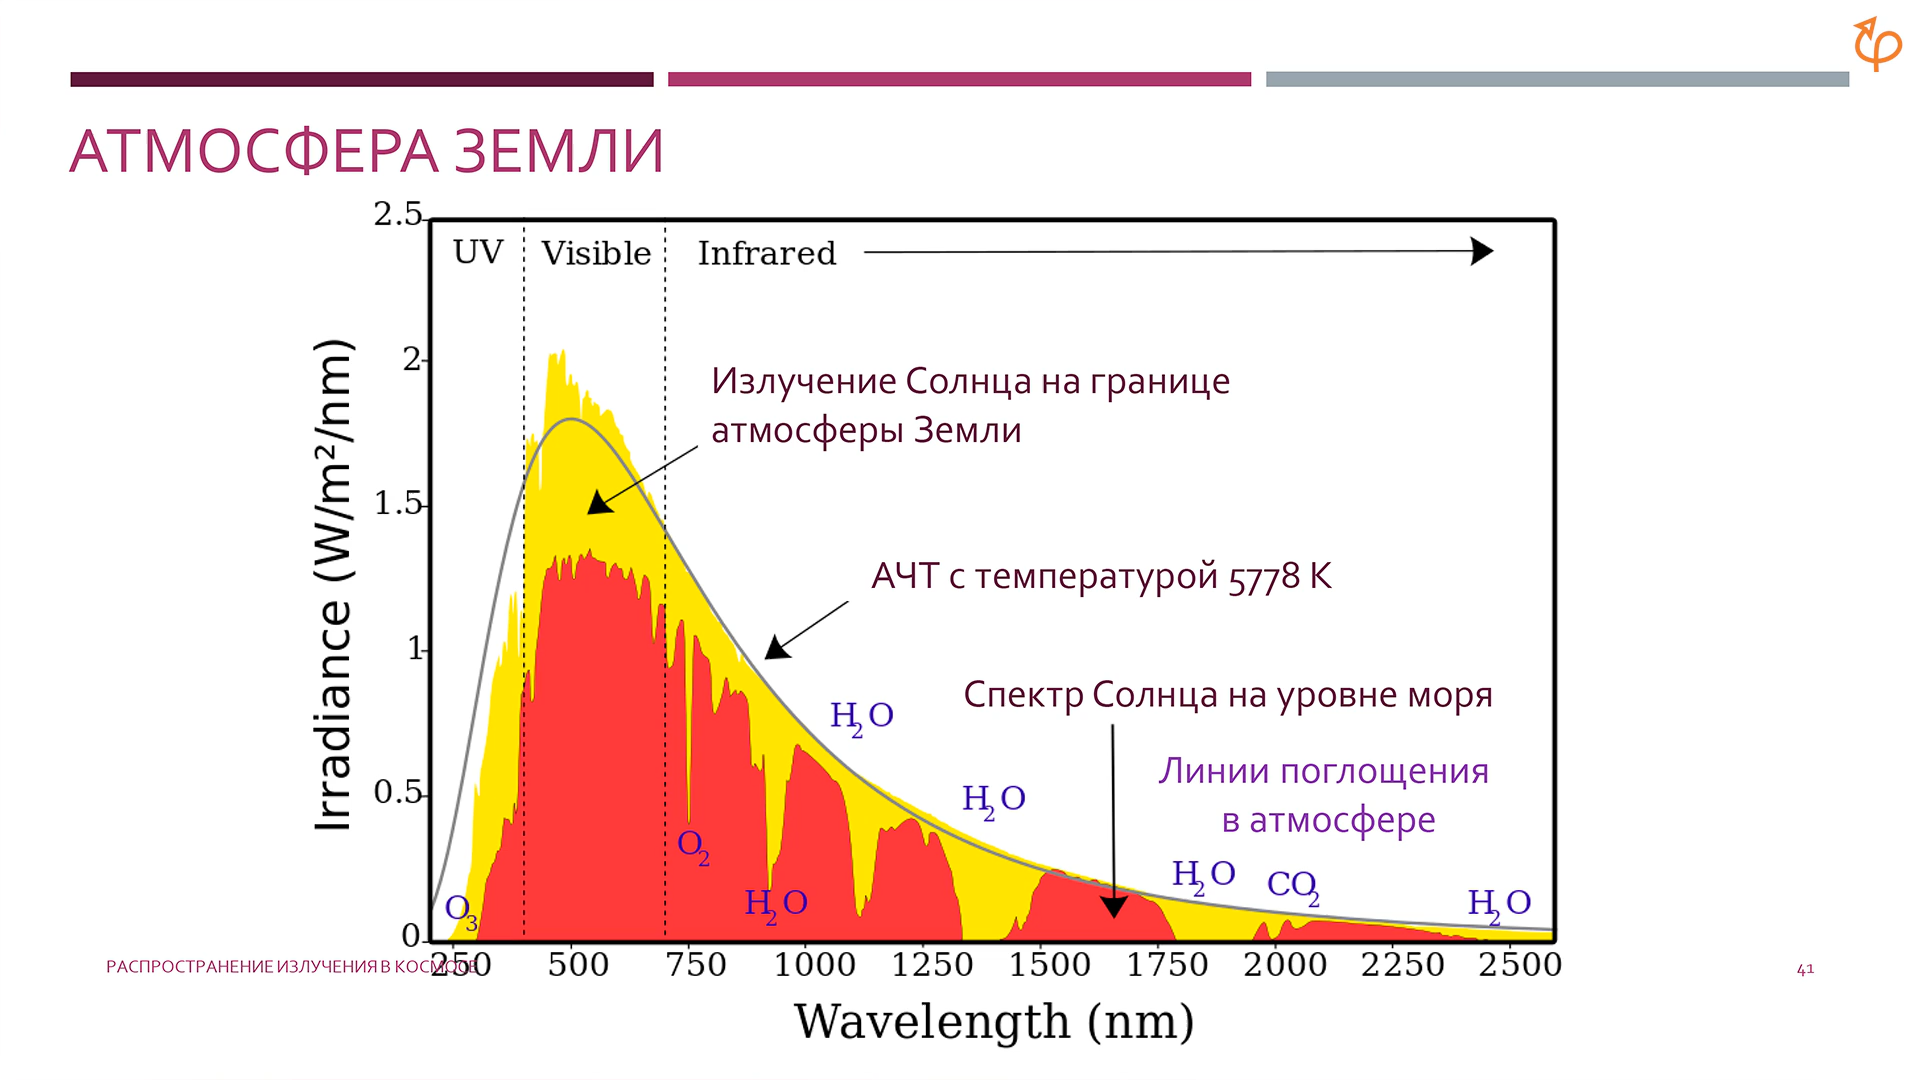 АТМОСФЕРА ЗЕМЛИ
2.5
UV Visible Infrared
2
Излучение Солнца на границе
атмосферы Земли
1.5
АЧТ с температурой 5778 К
1
Спектр Солнца на уровне моря
H2O
Линии поглощения
в атмосфере
H2O
0.5
O2
H2O
CO2
O3
H2O
H2O
0
Irradiance (W/m²/nm)
РАСПРОСТРАНЕНИЕ ИЗЛУЧЕНИЯ В КОСМОСЕ
250 500 750 1000 1250 1500 1750 2000 2250 2500
41
Wavelength (nm)